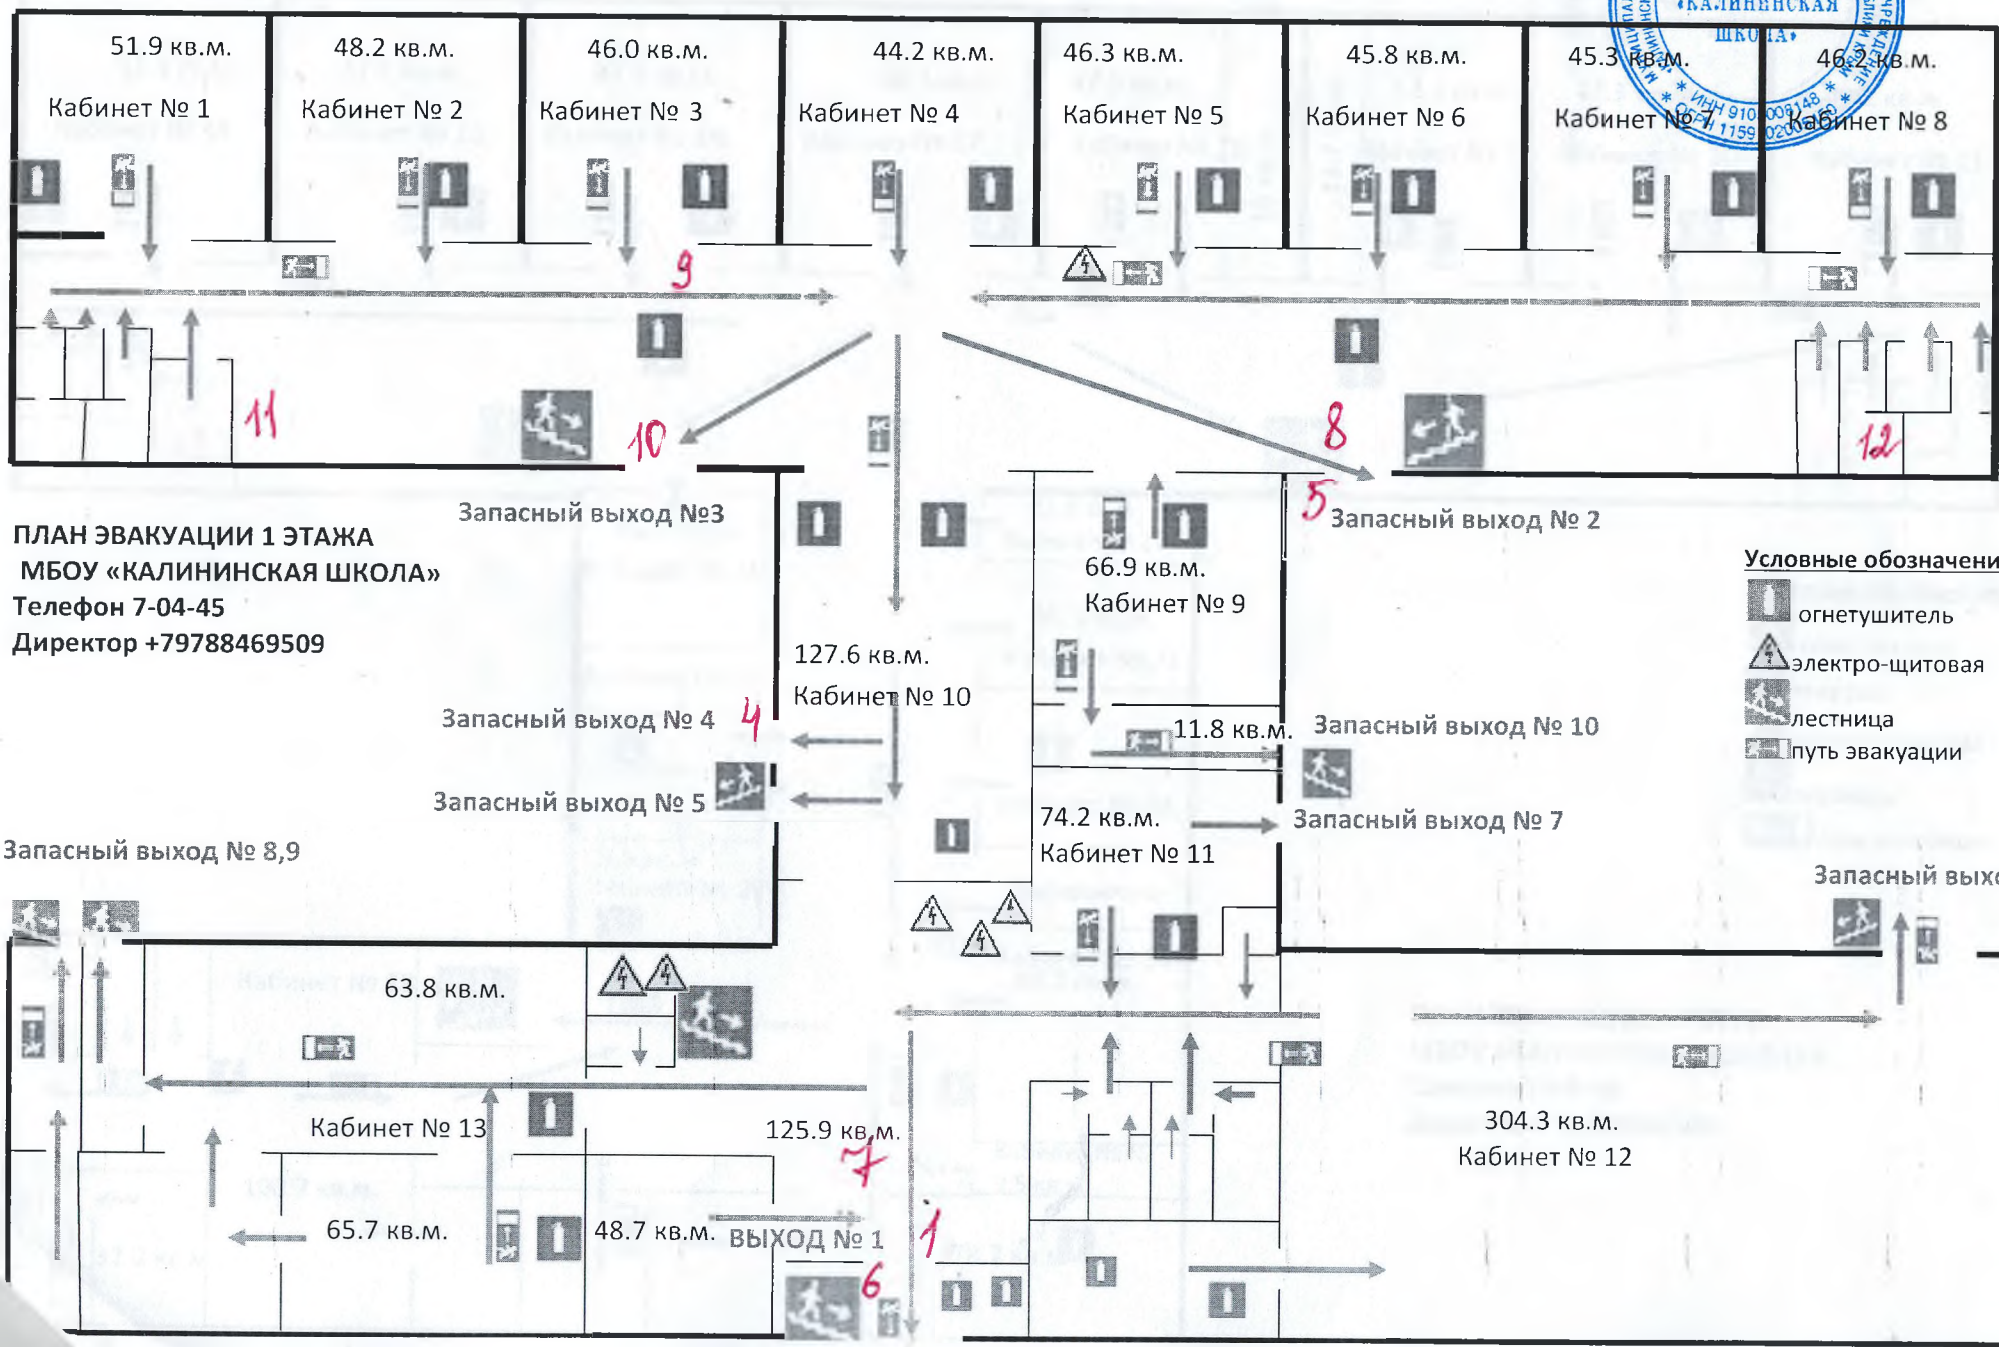 «КАЛИНИНСКАЯ
ШКОЛА»
* ИНН 910 008148 *
51.9 кв.м.
48.2 кв.м.
46.0 кв.м.
44.2 кв.м.
46.3 кв.м.
45.8 кв.м.
45.3 кв.м.
46.2 кв.м.
Кабинет № 1
Кабинет № 2
Кабинет № 3
Кабинет № 4
Кабинет № 5
Кабинет № 6
Кабинет № 7
Кабинет № 8
9
11
10
8
12
5
Запасный выход №3
Запасный выход № 2
ПЛАН ЭВАКУАЦИИ 1 ЭТАЖА
МБОУ «КАЛИНИНСКАЯ ШКОЛА»
Телефон 7-04-45
Директор +79788469509
66.9 кв.м.
Кабинет № 9
Условные обозначени
огнетушитель
электро-щитовая
лестница
путь эвакуации
127.6 кв.м.
Кабинет № 10
Запасный выход № 4
4
11.8 кв.м.
Запасный выход № 10
Запасный выход № 5
74.2 кв.м.
Кабинет № 11
Запасный выход № 7
Запасный выход № 8,9
Запасный выхо
63.8 кв.м.
Кабинет № 13
125.9 кв.м.
7
304.3 кв.м.
Кабинет № 12
65.7 кв.м.
48.7 кв.м.
ВЫХОД № 1
1
6